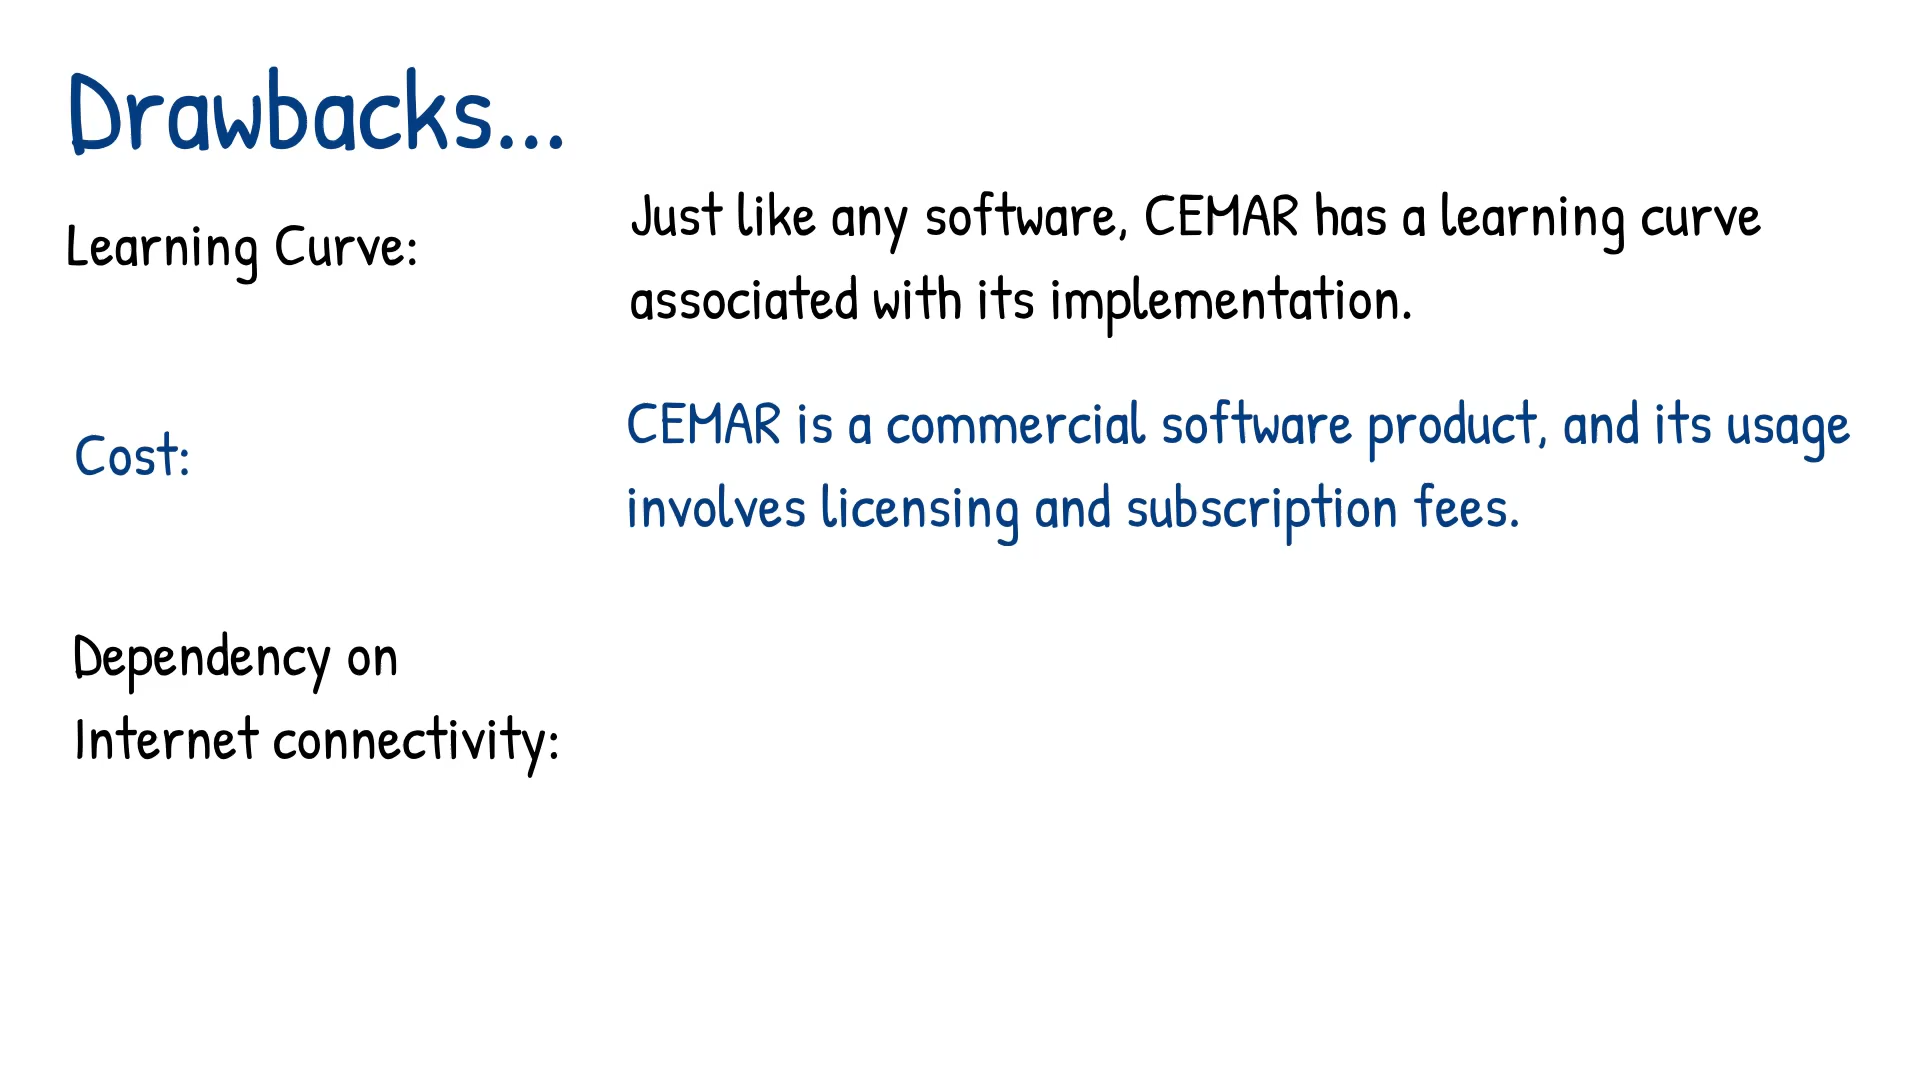 Drawbacks...
Learning Curve:
Just like any software, CEMAR has a learning curve
associated with its implementation.
Cost:
CEMAR is a commercial software product, and its usage
involves licensing and subscription fees.
Dependency on
Internet connectivity: